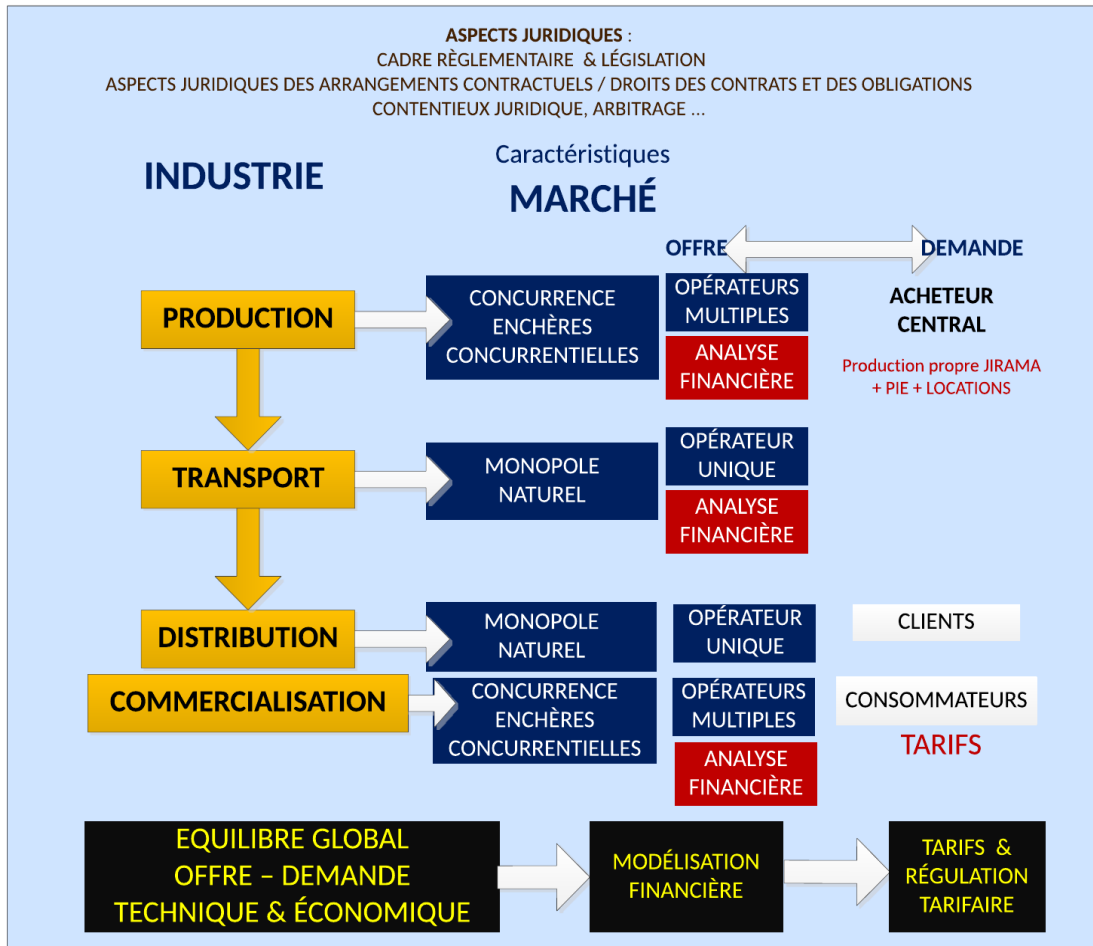 ASPECTS JURIDIQUES :
CADRE RÈGLEMENTAIRE & LÉGISLATION
ASPECTS JURIDIQUES DES ARRANGEMENTS CONTRACTUELS / DROITS DES CONTRATS ET DES OBLIGATIONS
CONTENTIEUX JURIDIQUE, ARBITRAGE ...
INDUSTRIE
Caractéristiques
MARCHÉ
OFFRE
DEMANDE
PRODUCTION
CONCURRENCE
ENCHÈRES
CONCURRENTIELLES
OPÉRATEURS
MULTIPLES
ANALYSE
FINANCIÈRE
ACHETEUR
CENTRAL
Production propre JIRAMA
+ PIE + LOCATIONS
TRANSPORT
MONOPOLE
NATUREL
OPÉRATEUR
UNIQUE
ANALYSE
FINANCIÈRE
DISTRIBUTION
MONOPOLE
NATUREL
OPÉRATEUR
UNIQUE
CLIENTS
COMMERCIALISATION
CONCURRENCE
ENCHÈRES
CONCURRENTIELLES
OPÉRATEURS
MULTIPLES
ANALYSE
FINANCIÈRE
CONSOMMATEURS
TARIFS
EQUILIBRE GLOBAL
OFFRE – DEMANDE
TECHNIQUE & ÉCONOMIQUE
MODÉLISATION
FINANCIÈRE
TARIFS &
RÉGULATION
TARIFAIRE